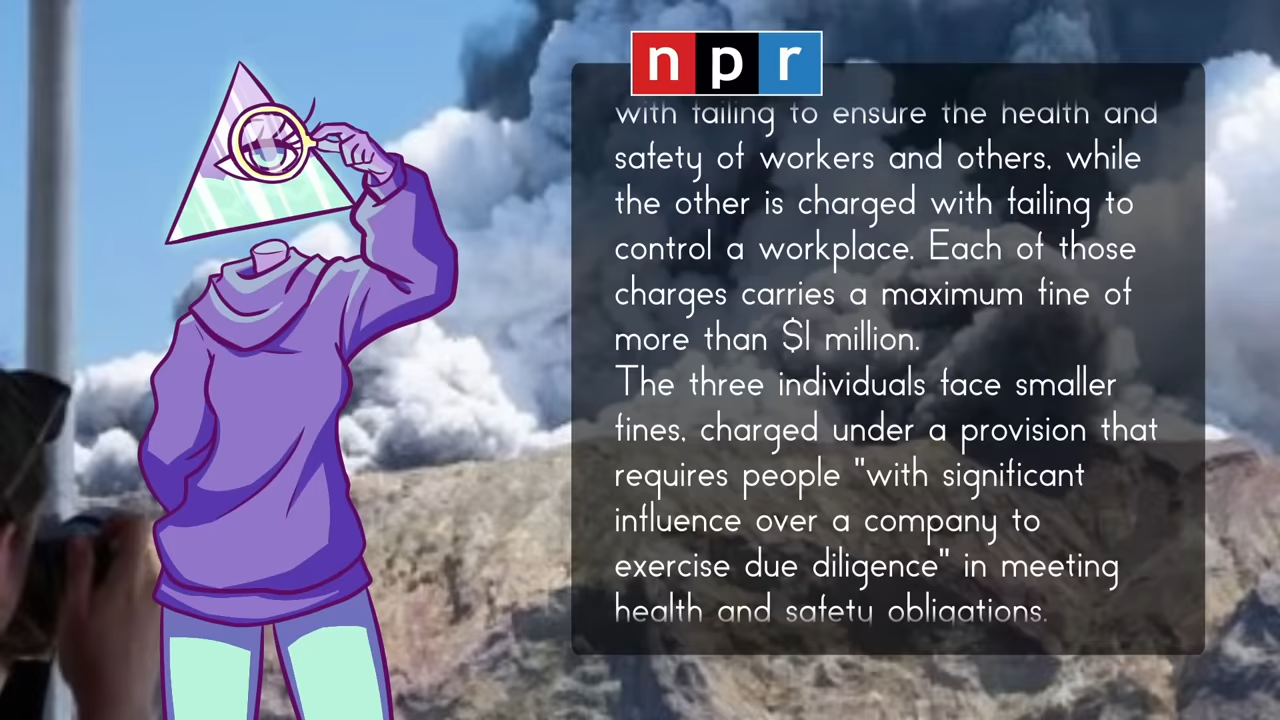 npr
with failing to ensure the health and
safety of workers and others, while
the other is charged with failing to
control a workplace. Each of those
charges carries a maximum fine of
more than $1 million.
The three individuals face smaller
fines, charged under a provision that
requires people "with significant
influence over a company to
exercise due diligence" in meeting
health and safety obligations.